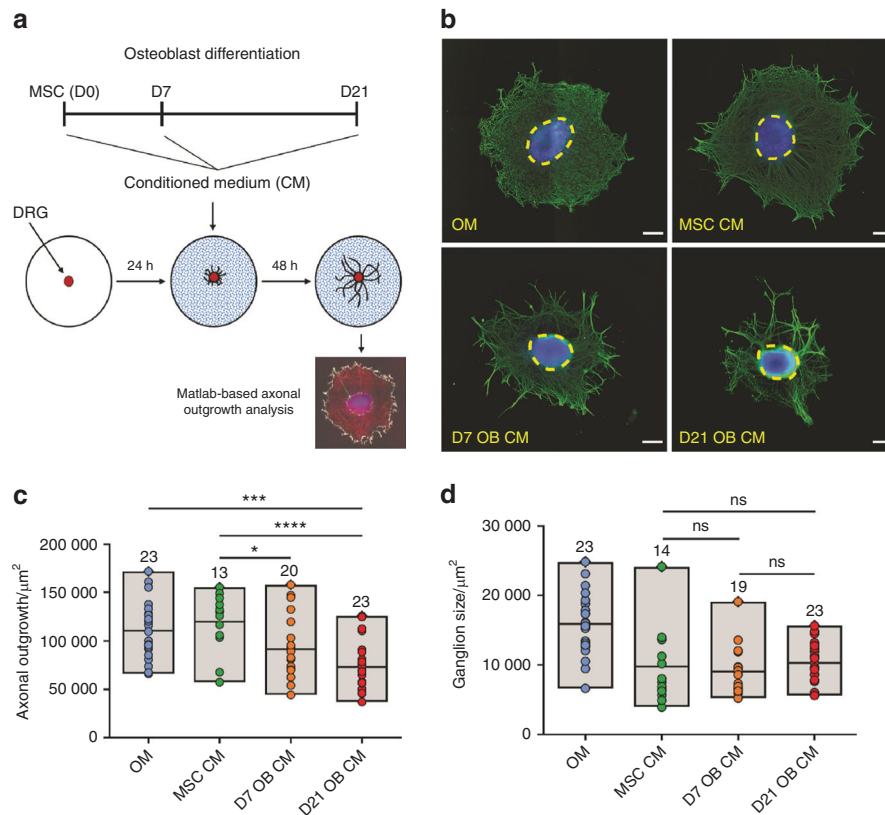 a
Osteoblast differentiation
MSC (D0)
D7
D21
Conditioned medium (CM)
DRG
24 h
48 h
Matlab-based axonal
outgrowth analysis
b
OM
MSC CM
D7 OB CM
D21 OB CM
c
***
****
*
200 000
150 000
100 000
50 000
0
Axonal outgrowth/μm²
23
13
20
23
OM
MSC CM
D7 OB CM
D21 OB CM
d
ns
ns
ns
30 000
20 000
10 000
0
Ganglion size/μm²
23
14
19
23
OM
MSC CM
D7 OB CM
D21 OB CM